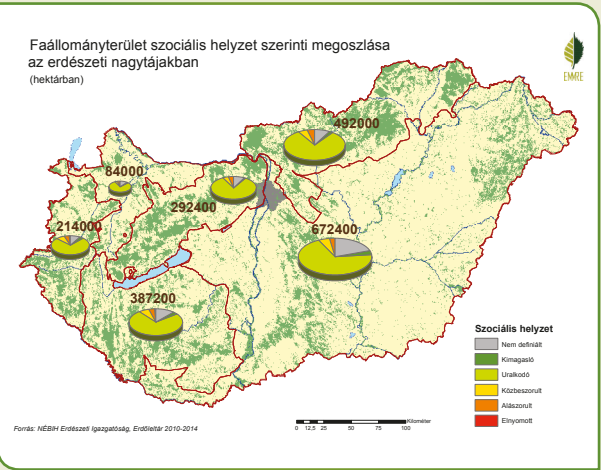 Faállományterület szociális helyzet szerinti megoszlása
az erdészeti nagytájakban
(hektárban)
EMMRE
492000
84000
292400
214000
672400
387200
Szociális helyzet
Nem definiált
Kimagasló
Uralkodó
Közbeszorult
Alászorult
Elnyomott
Forrás: NÉBIH Erdészeti Igazgatóság, Erdőleltár 2010-2014
Kilométer
0 12,5 25 50 75 100